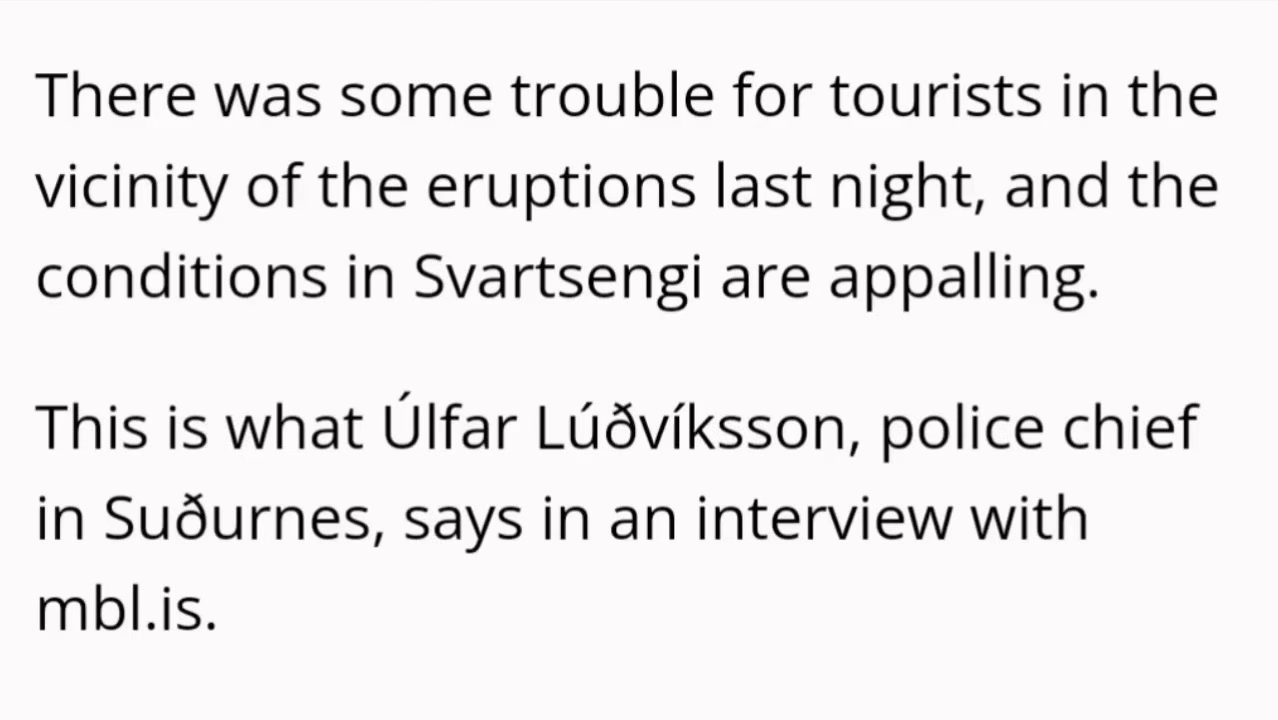 There was some trouble for tourists in the
vicinity of the eruptions last night, and the
conditions in Svartsengi are appalling.
This is what Úlfar Lúðvíksson, police chief
in Suðurnes, says in an interview with
mbl.is.